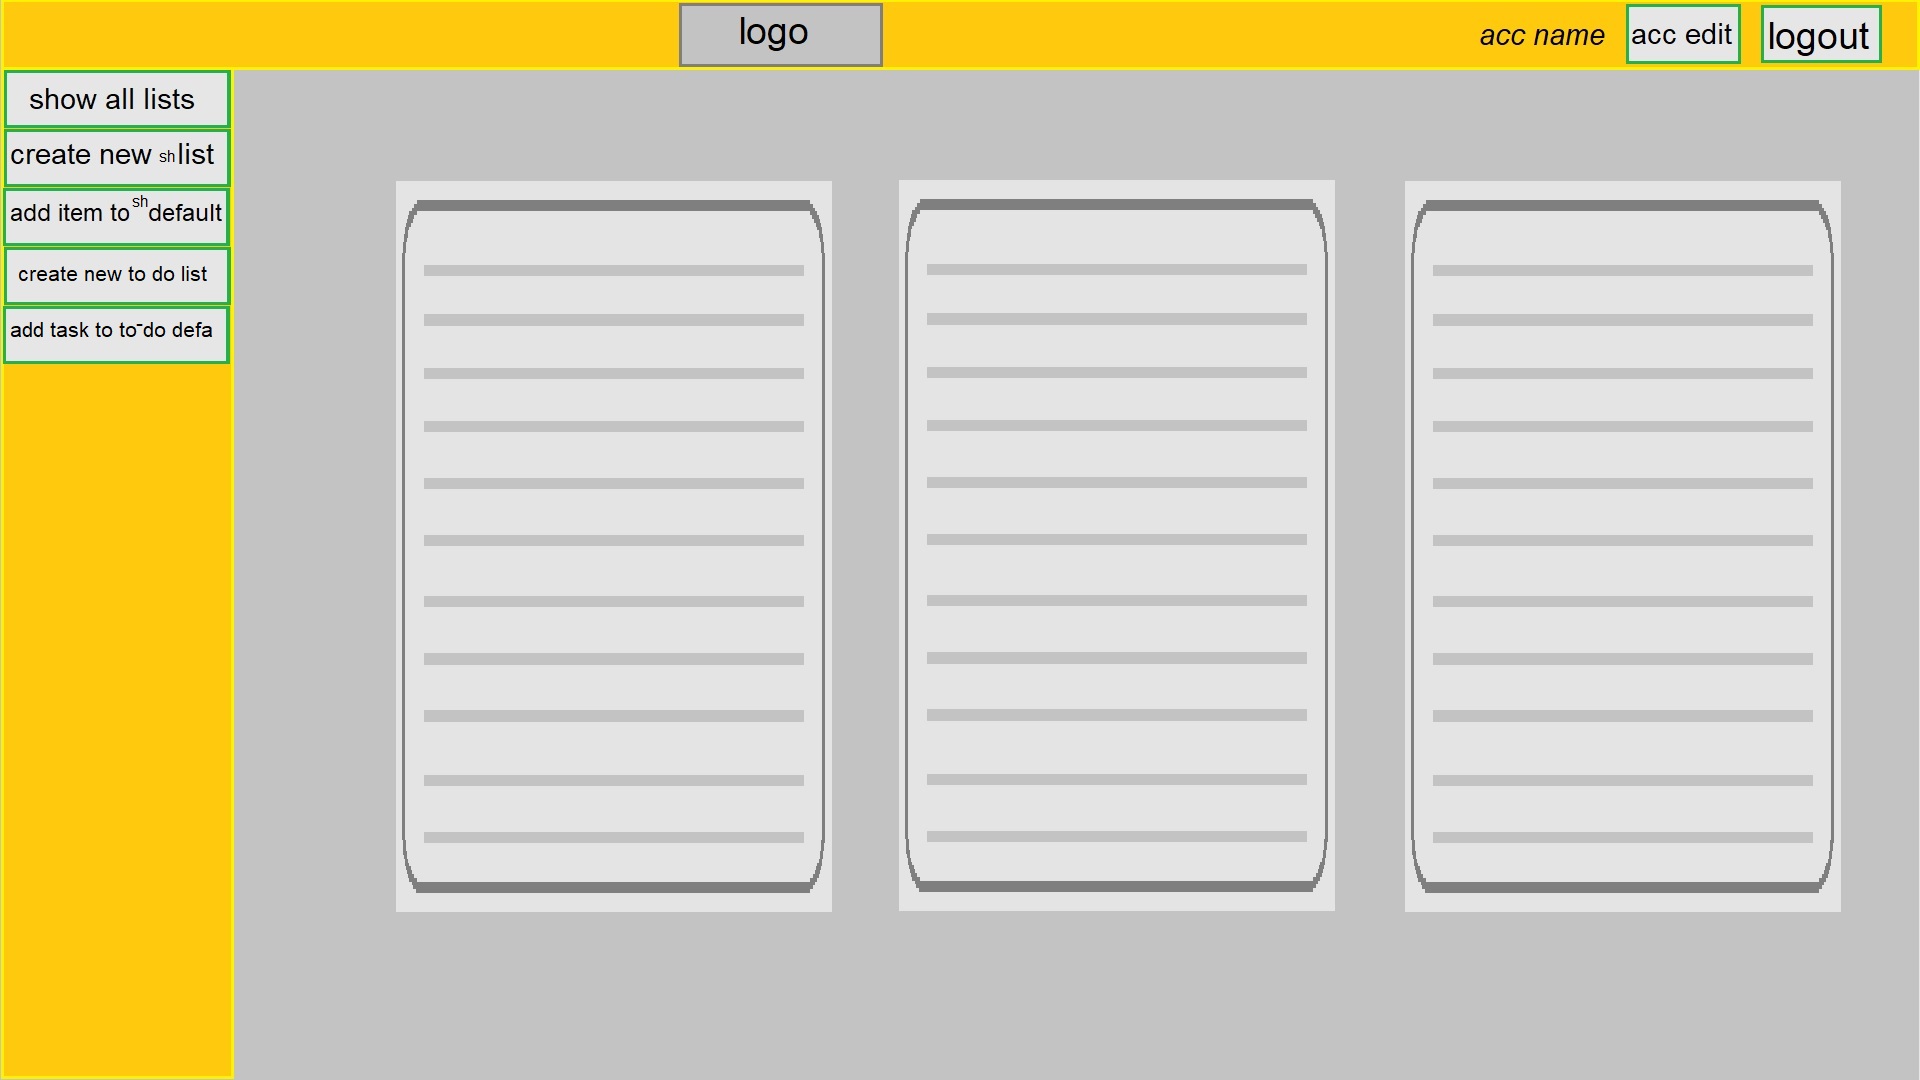 logo
acc name
acc edit
logout
show all lists
create new sh list
add item to sh default
create new to do list
add task to to-do defa